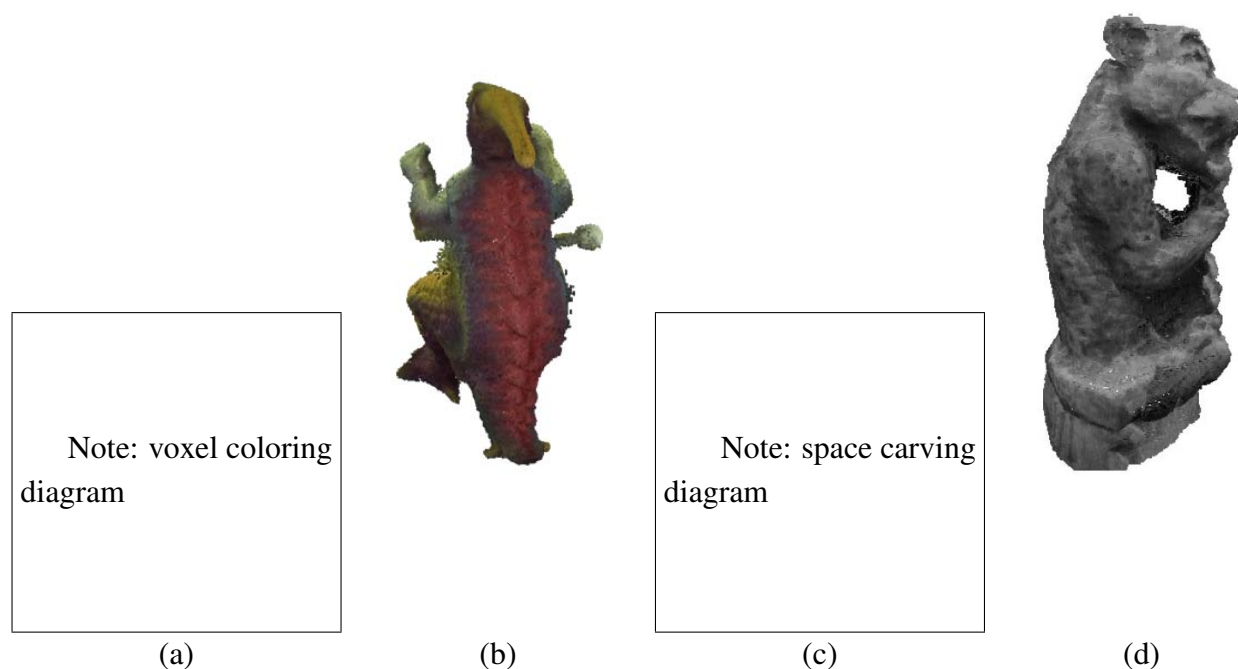 Note: voxel coloring
diagram
Note: space carving
diagram
(a)
(b)
(c)
(d)